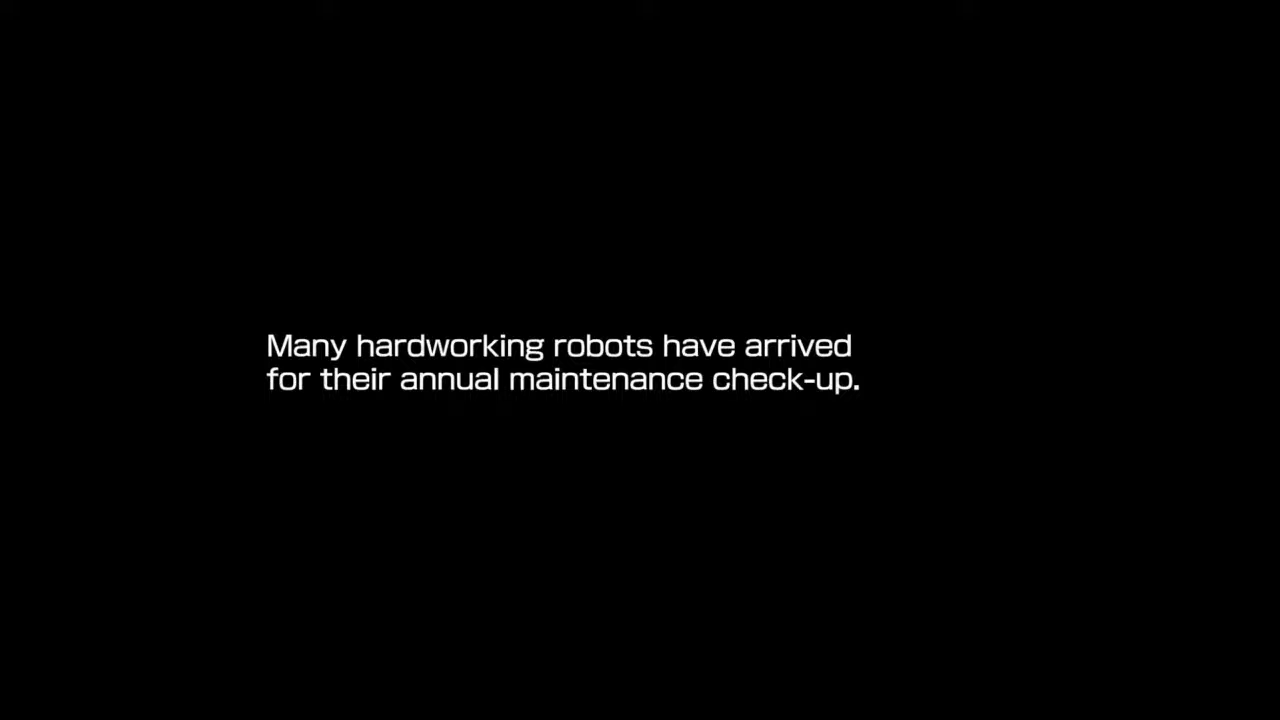 Many hardworking robots have arrived
for their annual maintenance check-up.